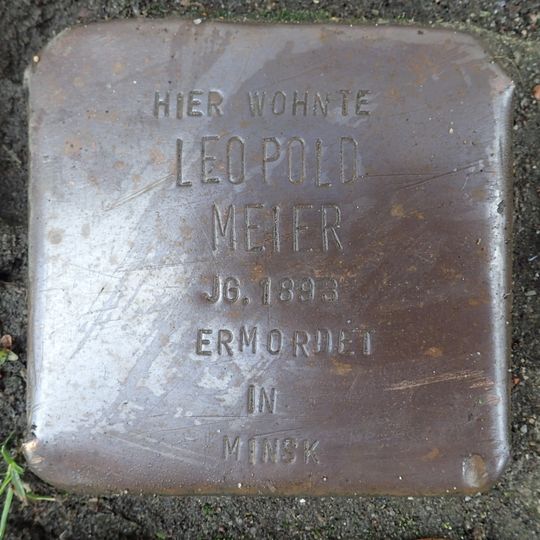 HIER WOHNTE
LEOPOLD
MEIER
JG. 1893
ERMORDET
IN
MINSK